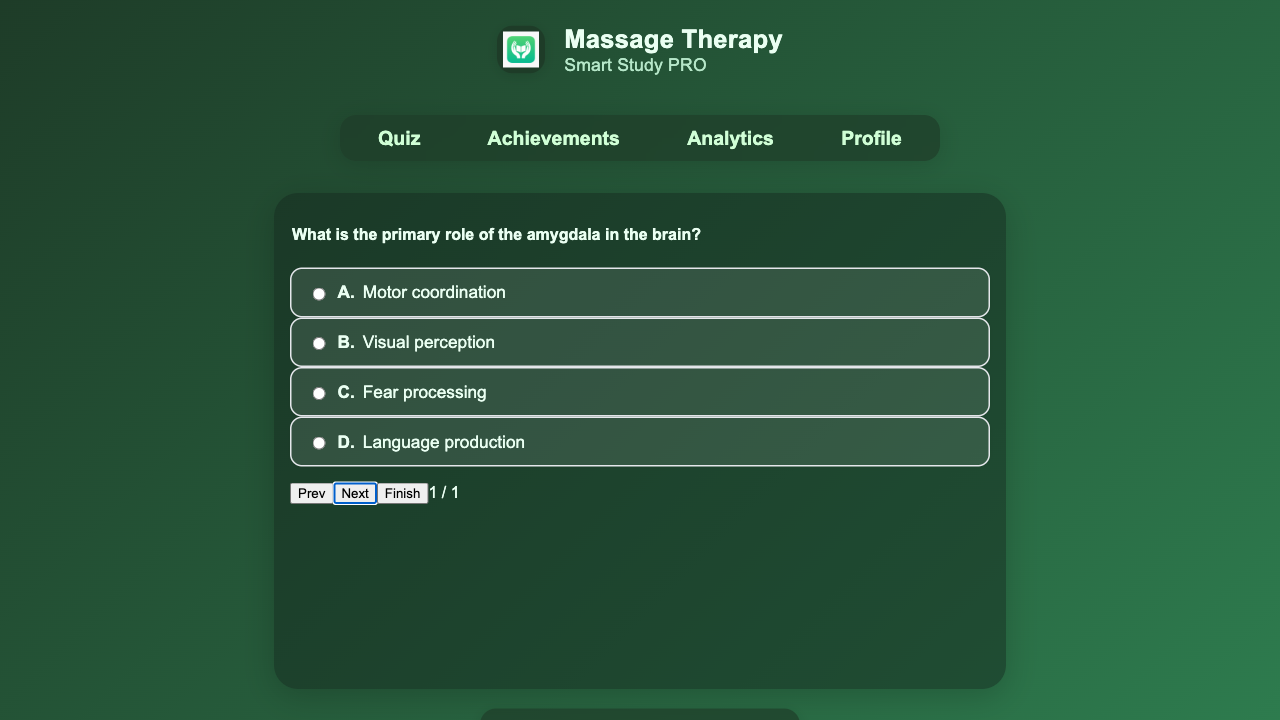 Massage Therapy
Smart Study PRO
Quiz Achievements Analytics Profile
What is the primary role of the amygdala in the brain?
A. Motor coordination
B. Visual perception
C. Fear processing
D. Language production
Prev Next Finish 1 / 1